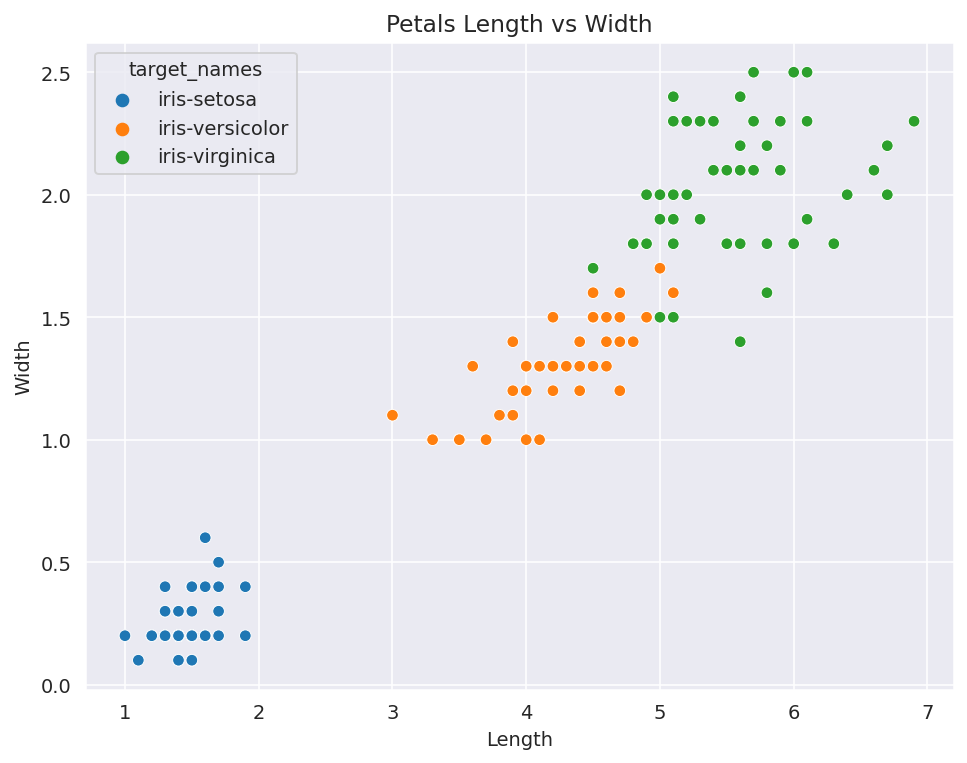 Petals Length vs Width
target_names
iris-setosa
iris-versicolor
iris-virginica
Width
2.5
2.0
1.5
1.0
0.5
0.0
1 2 3 4 5 6 7
Length